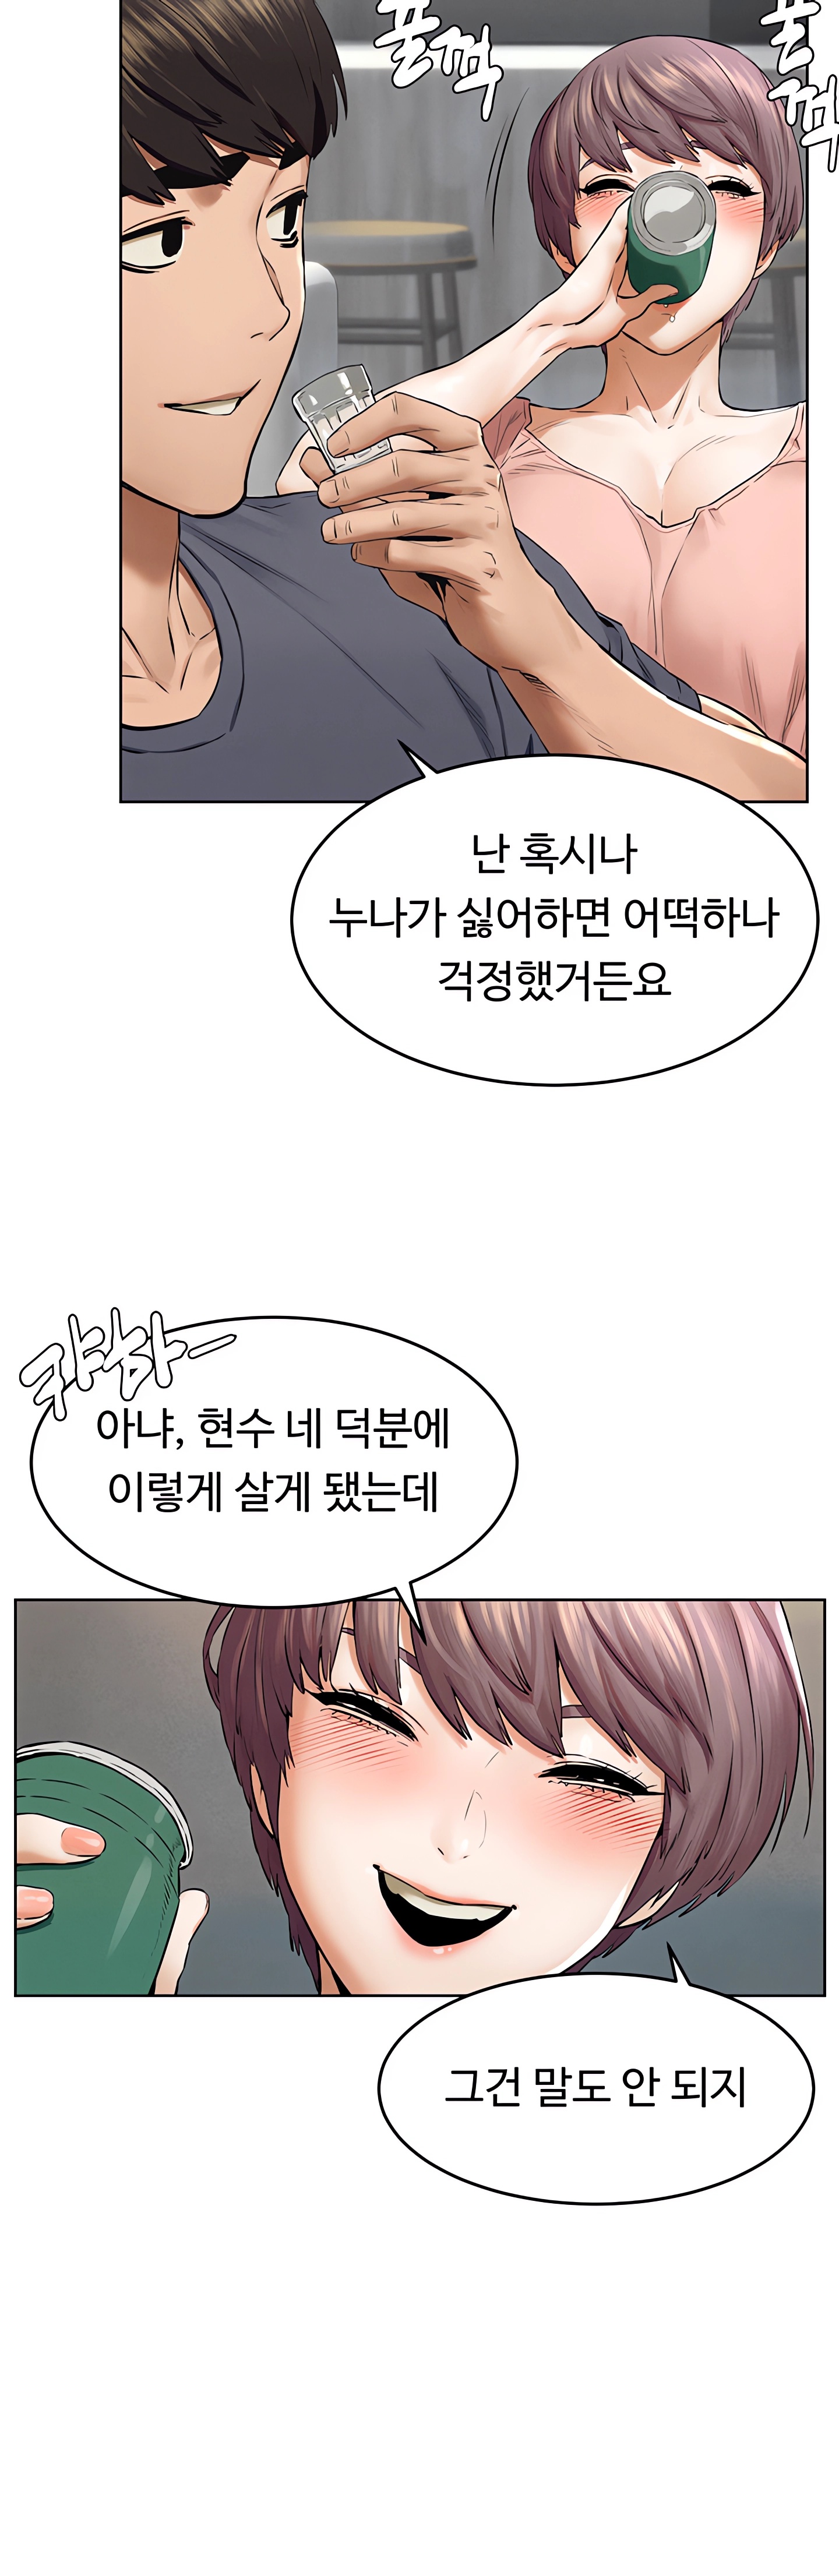 꿀꺽
꿀꺽
난 혹시나
누나가 싫어하면 어떡하나
걱정했거든요
캬하-
아냐, 현수 네 덕분에
이렇게 살게 됐는데
그건 말도 안 되지